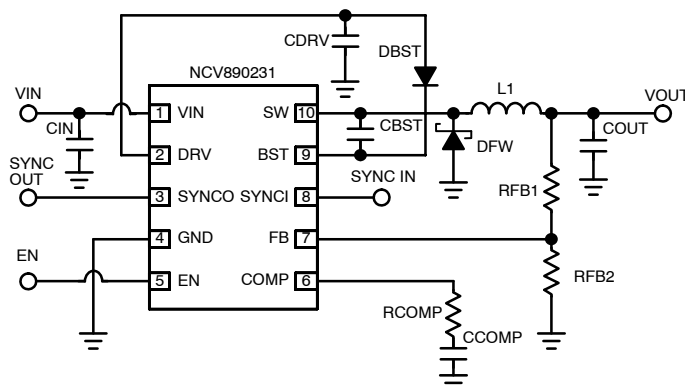 CDRV
DBST
NCV890231
L1
VIN
VOUT
CIN
1 VIN
SW 10
CBST
COUT
DFW
2 DRV
BST 9
SYNC
OUT
SYNC IN
RFB1
3 SYNCO
SYNCI 8
4 GND
FB 7
EN
5 EN
COMP 6
RFB2
RCOMP
CCOMP